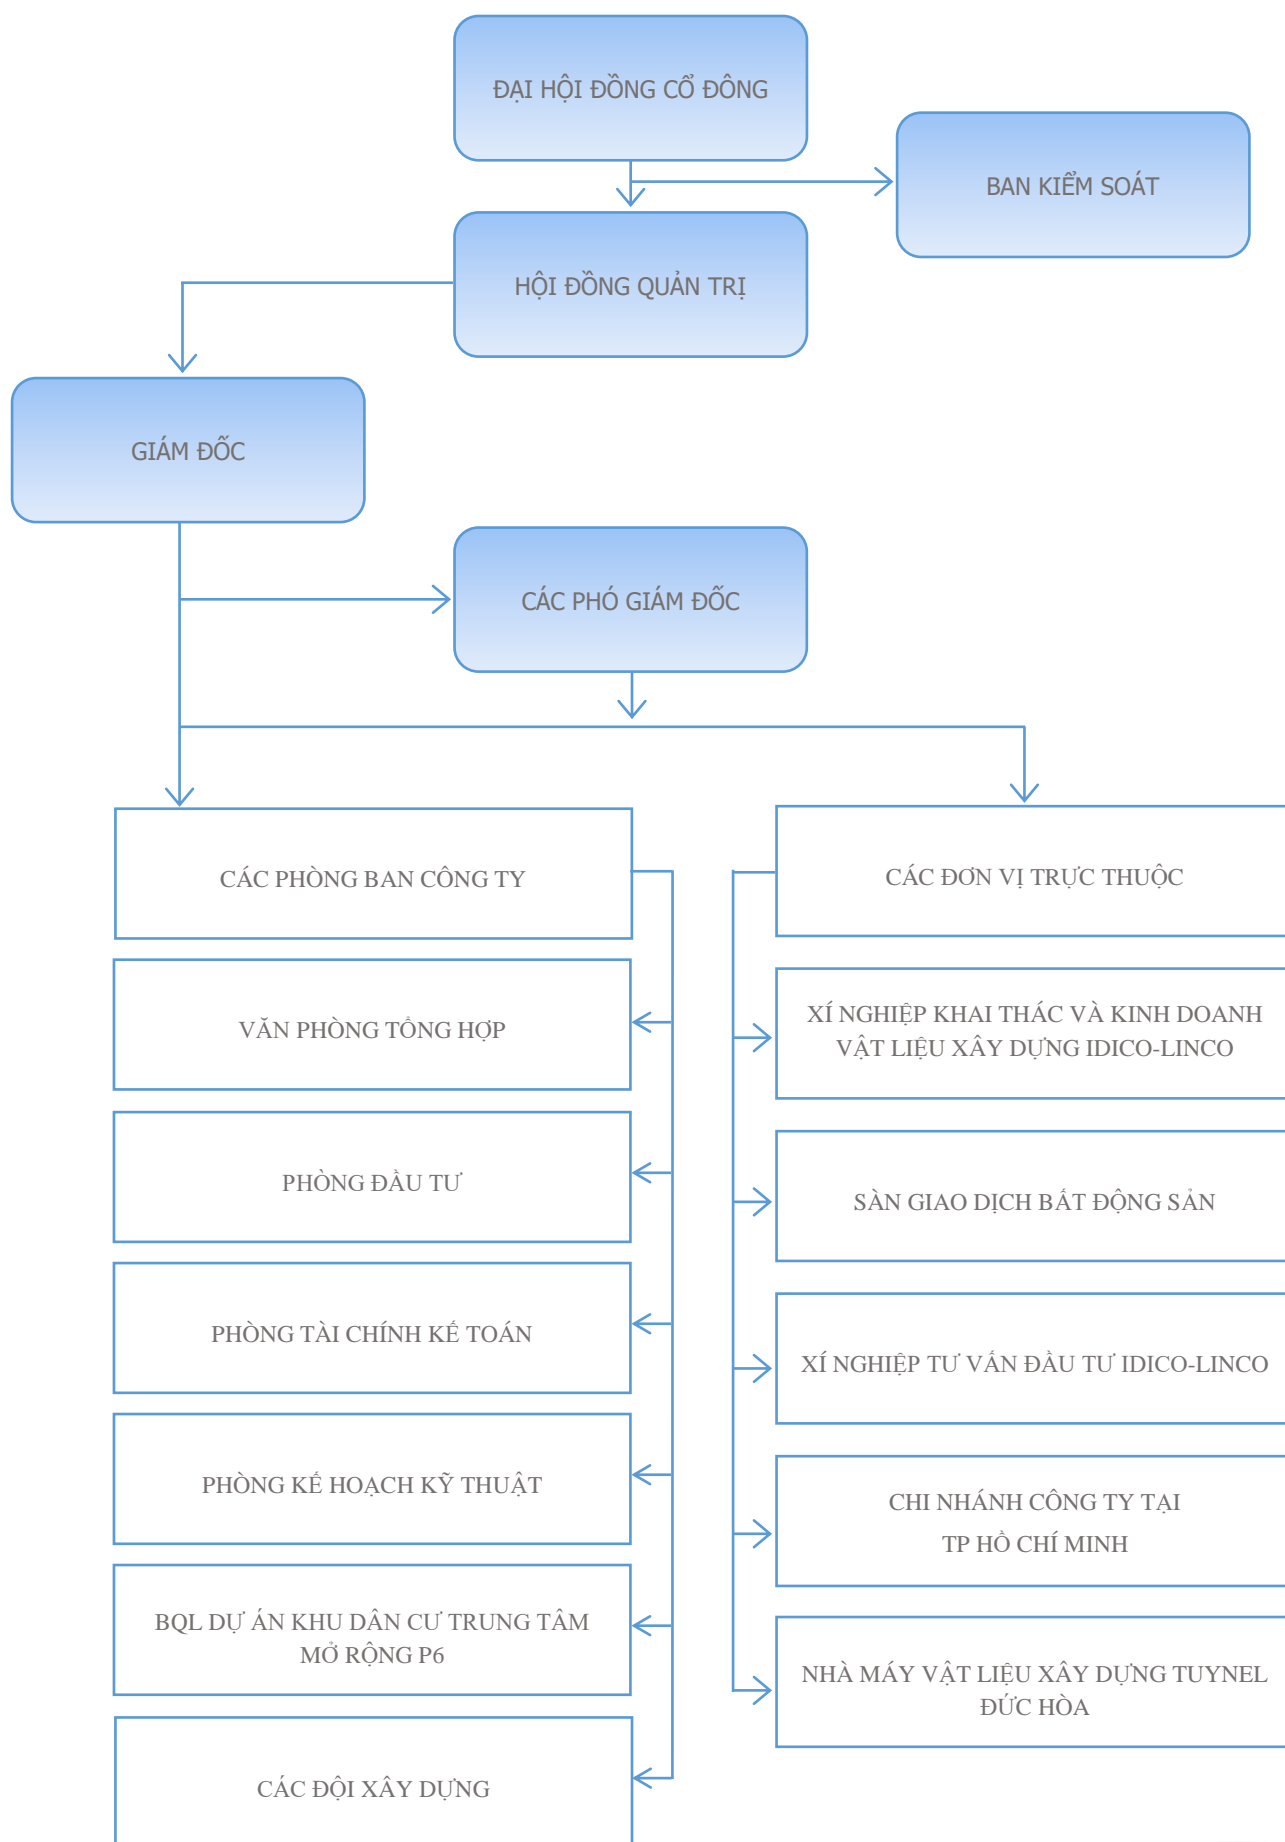 ĐẠI HỘI ĐỒNG CỔ ĐÔNG
BAN KIỂM SOÁT
HỘI ĐỒNG QUẢN TRỊ
GIÁM ĐỐC
CÁC PHÓ GIÁM ĐỐC
CÁC PHÒNG BAN CÔNG TY
VĂN PHÒNG TỔNG HỢP
PHÒNG ĐẦU TƯ
PHÒNG TÀI CHÍNH KẾ TOÁN
PHÒNG KẾ HOẠCH KỸ THUẬT
BQL DỰ ÁN KHU DÂN CƯ TRUNG TÂM
MỞ RỘNG P6
CÁC ĐỘI XÂY DỰNG
CÁC ĐƠN VỊ TRỰC THUỘC
XÍ NGHIỆP KHAI THÁC VÀ KINH DOANH
VẬT LIỆU XÂY DỰNG IDICO-LINCO
SÀN GIAO DỊCH BẤT ĐỘNG SẢN
XÍ NGHIỆP TƯ VẤN ĐẦU TƯ IDICO-LINCO
CHI NHÁNH CÔNG TY TẠI
TP HỒ CHÍ MINH
NHÀ MÁY VẬT LIỆU XÂY DỰNG TUYNEL
ĐỨC HÒA